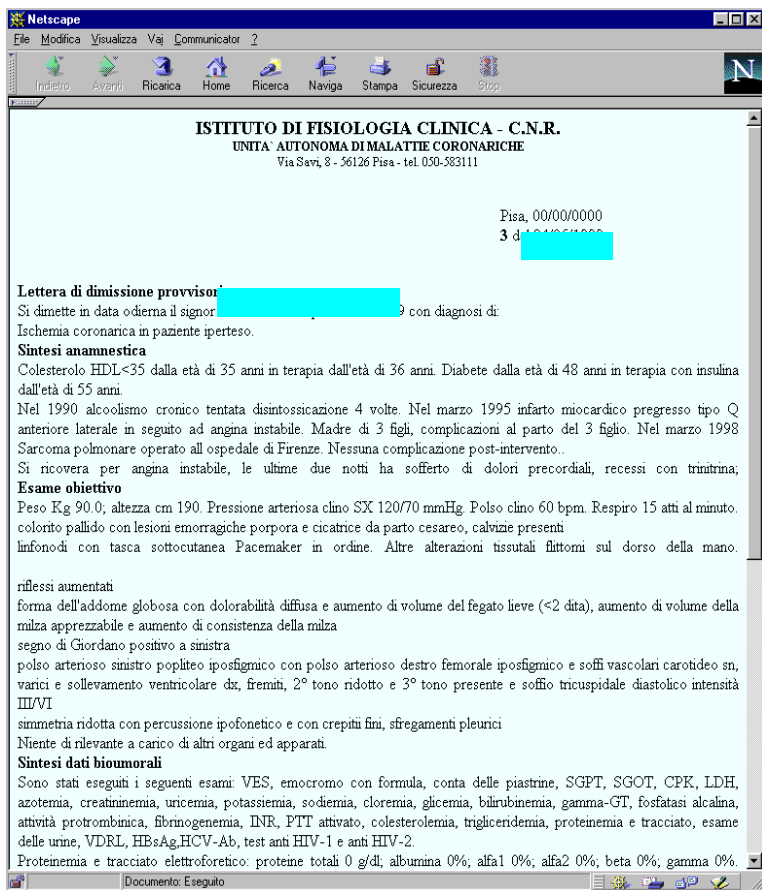 Netscape
File Modifica Visualizza Vai Communicator ?
Indietro Avanti Ricarica Home Ricerca Naviga Stampa Sicurezza Stop
N
ISTITUTO DI FISIOLOGIA CLINICA - C.N.R.
UNITA` AUTONOMA DI MALATTIE CORONARICHE
Via Savi, 8 - 56126 Pisa - tel. 050-583111
Pisa, 00/00/0000
3
Lettera di dimissione
Si dimette in data odierna il signor 9 con diagnosi di:
Ischemia coronarica in paziente iperteso.
Sintesi anamnestica
Colesterolo HDL<35 dalla età di 35 anni in terapia dall'età di 36 anni. Diabete dalla età di 48 anni in terapia con insulina
dall'età di 55 anni.
Nel 1990 alcoolismo cronico tentata disintossicazione 4 volte. Nel marzo 1995 infarto miocardico pregresso tipo Q
anteriore laterale in seguito ad angina instabile. Madre di 3 figli, complicazioni al parto del 3 figlio. Nel marzo 1998
Sarcoma polmonare operato all ospedale di Firenze. Nessuna complicazione post-intervento..
Si ricovera per angina instabile, le ultime due notti ha sofferto di dolori precordiali, recessi con trinitrina;
Esame obiettivo
Peso Kg 90.0; altezza cm 190. Pressione arteriosa clino SX 120/70 mmHg. Polso clino 60 bpm. Respiro 15 atti al minuto.
colorito pallido con lesioni emorragiche porpora e cicatrice da parto cesareo, calvizie presenti
linfonodi con tasca sottocutanea Pacemaker in ordine. Altre alterazioni tissutali flittomi sul dorso della mano.
riflessi aumentati
forma dell'addome globosa con dolorabilità diffusa e aumento di volume del fegato lieve (<2 dita), aumento di volume della
milza apprezzabile e aumento di consistenza della milza
segno di Giordano positivo a sinistra
polso arterioso sinistro popliteo iposfigmico con polso arterioso destro femorale iposfigmico e soffi vascolari carotideo sn,
varici e sollevamento ventricolare dx, fremiti, 2° tono ridotto e 3° tono presente e soffio tricuspidale diastolico intensità
III/VI
simmetria ridotta con percussione ipofonetico e con crepitii fini, sfregamenti pleurici
Niente di rilevante a carico di altri organi ed apparati.
Sintesi dati bioumorali
Sono stati eseguiti i seguenti esami: VES, emocromo con formula, conta delle piastrine, SGPT, SGOT, CPK, LDH,
azotemia, creatininemia, uricemia, potassiemia, sodiemia, cloremia, glicemia, bilirubinemia, gamma-GT, fosfatasi alcalina,
attività protrombinica, fibrinogenemia, INR, PTT attivato, colesterolemia, trigliceridemia, proteinemia e tracciato, esame
delle urine, VDRL, HBsAg,HCV-Ab, test anti HIV-1 e anti HIV-2.
Proteinemia e tracciato elettroforetico: proteine totali 0 g/dl; albumina 0%; alfa1 0%; alfa2 0%; beta 0%; gamma 0%.
Documento: Eseguito